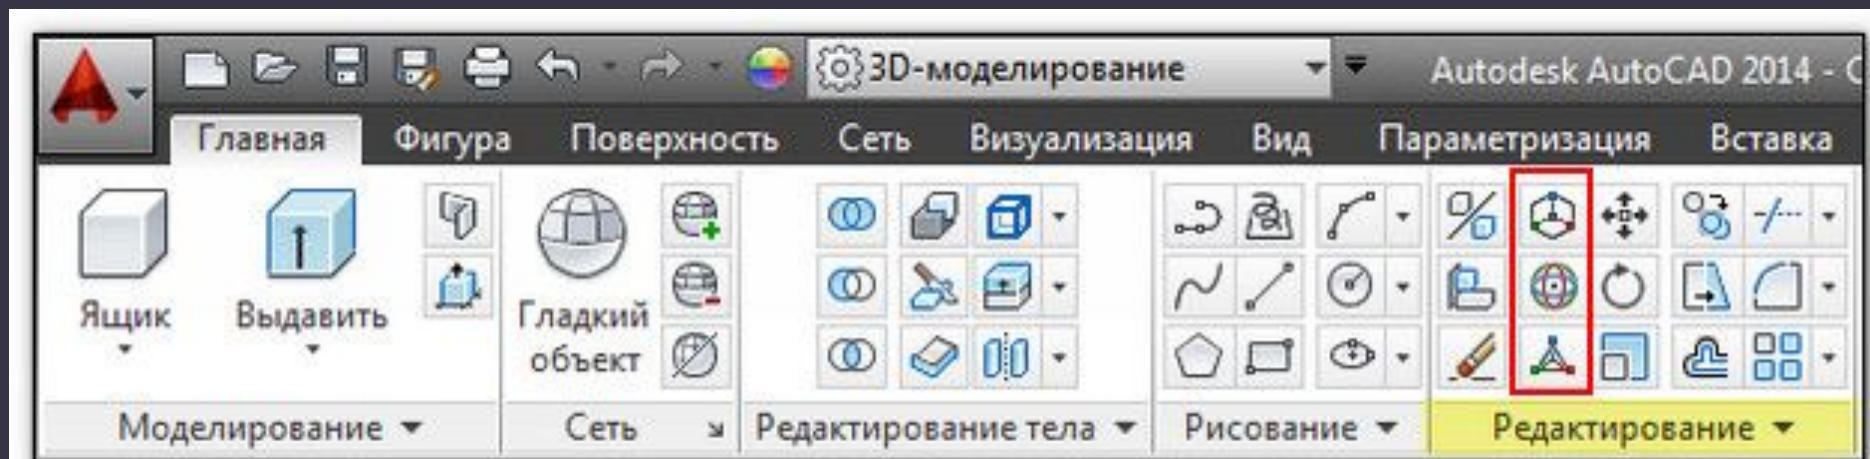 3D-моделирование
Autodesk AutoCAD 2014 -
Главная Фигура Поверхность Сеть Визуализация Вид Параметризация Вставка
Ящик Выдавить Гладкий
объект
Моделирование Сеть Редактирование тела Рисование Редактирование